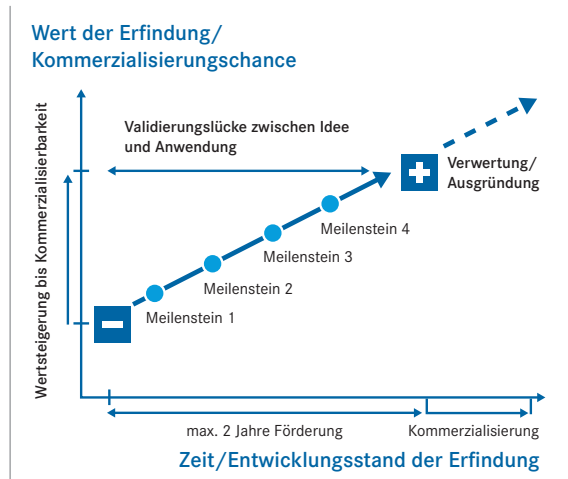 Wert der Erfindung/
Kommerzialisierungschance
Wertsteigerung bis Kommerzialisierbarkeit
Validierungslücke zwischen Idee
und Anwendung
Verwertung/
Ausgründung
Meilenstein 4
Meilenstein 3
Meilenstein 2
Meilenstein 1
max. 2 Jahre Förderung
Kommerzialisierung
Zeit/Entwicklungsstand der Erfindung